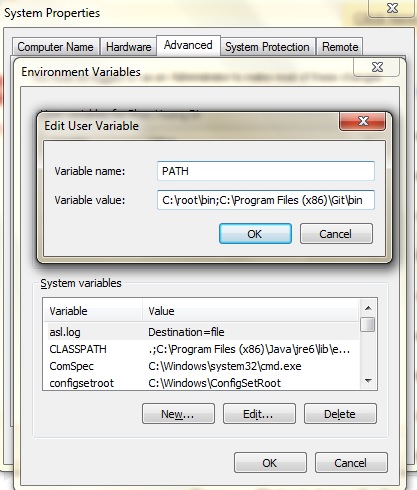 System Properties
Computer Name Hardware Advanced System Protection Remote
Environment Variables
Edit User Variable
Variable name: PATH
Variable value: C:\root\bin;C:\Program Files (x86)\Git\bin
OK Cancel
System variables
Variable Value
asl.log Destination=file
CLASSPATH .;C:\Program Files (x86)\Java\jre6\lib\e...
ComSpec C:\Windows\system32\cmd.exe
configsetroot C:\Windows\ConfigSetRoot
New... Edit... Delete
OK Cancel